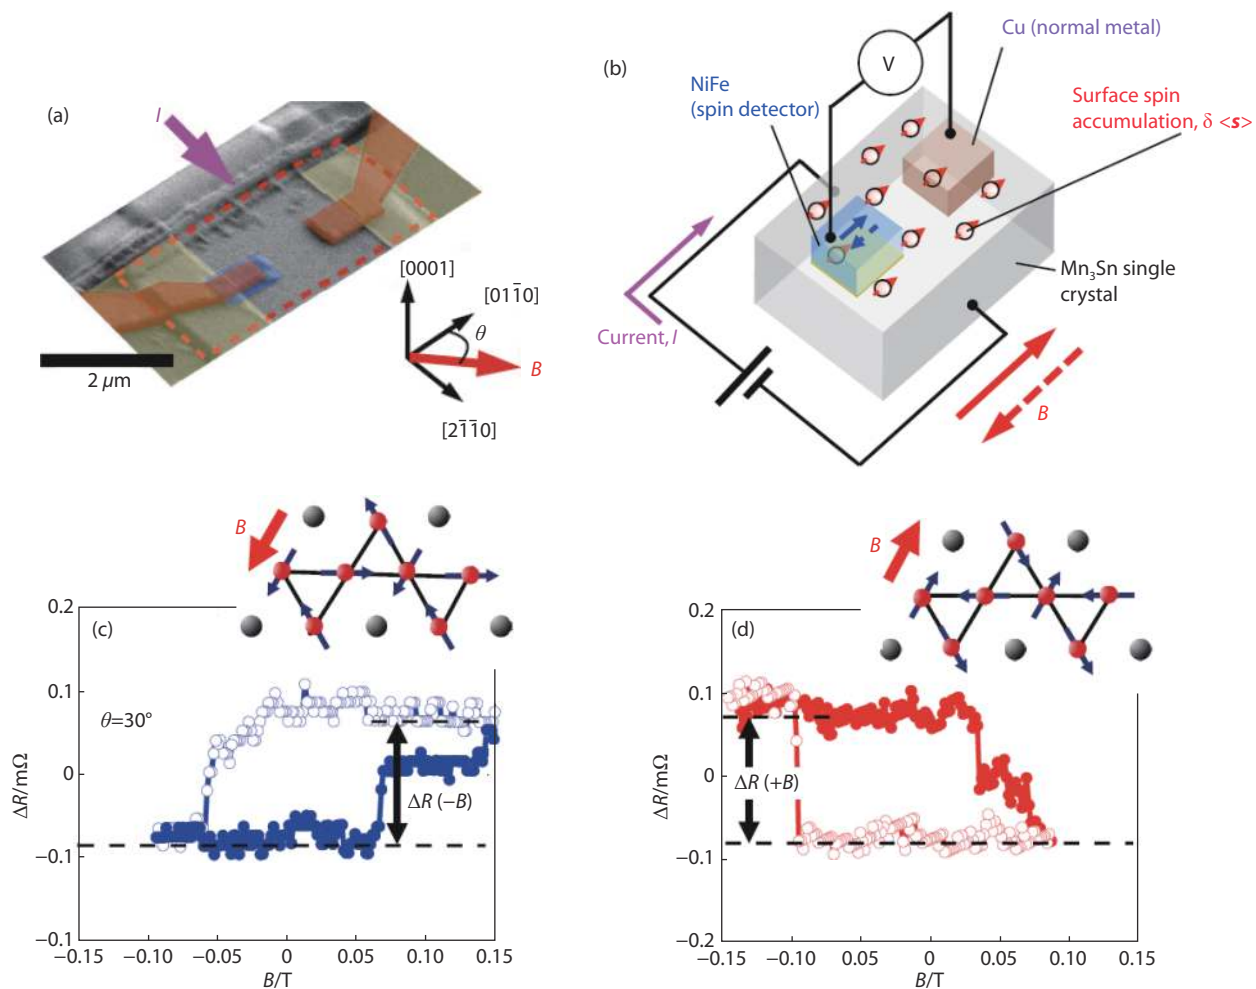 (a)
I
2 μm
[0001]
[011̄0]
θ
B
[21̄1̄0]
(b)
Cu (normal metal)
V
NiFe
(spin detector)
Surface spin
accumulation, δ <s>
Mn₃Sn single
crystal
Current, I
B
B
(c)
θ=30°
ΔR (−B)
ΔR/mΩ
0.2
0.1
0
−0.1
−0.1
−0.15
−0.10
−0.05
0
0.05
0.10
0.15
B/T
B
(d)
ΔR (+B)
ΔR/mΩ
0.2
0.1
0
−0.1
−0.2
−0.15
−0.10
−0.05
0
0.05
0.10
0.15
B/T